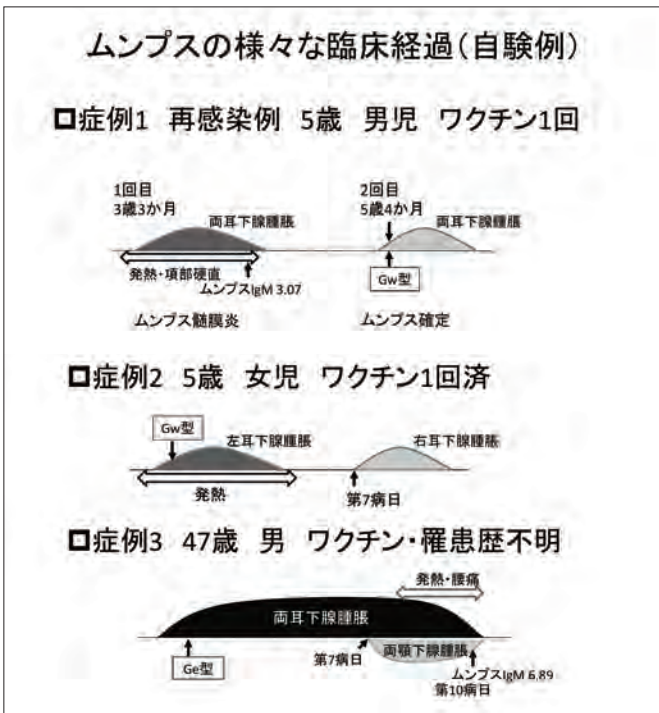 ムンプスの様々な臨床経過(自験例)
症例1 再感染例 5歳 男児 ワクチン1回
1回目
3歳3か月
両耳下腺腫脹
発熱・項部硬直
ムンプスIgM 3.07
ムンプス髄膜炎
2回目
5歳4か月
両耳下腺腫脹
Gw型
ムンプス確定
症例2 5歳 女児 ワクチン1回済
Gw型
左耳下腺腫脹
右耳下腺腫脹
発熱
第7病日
症例3 47歳 男 ワクチン・罹患歴不明
発熱・腰痛
両耳下腺腫脹
Ge型
第7病日
両顎下腺腫脹
ムンプスIgM 6.89
第10病日